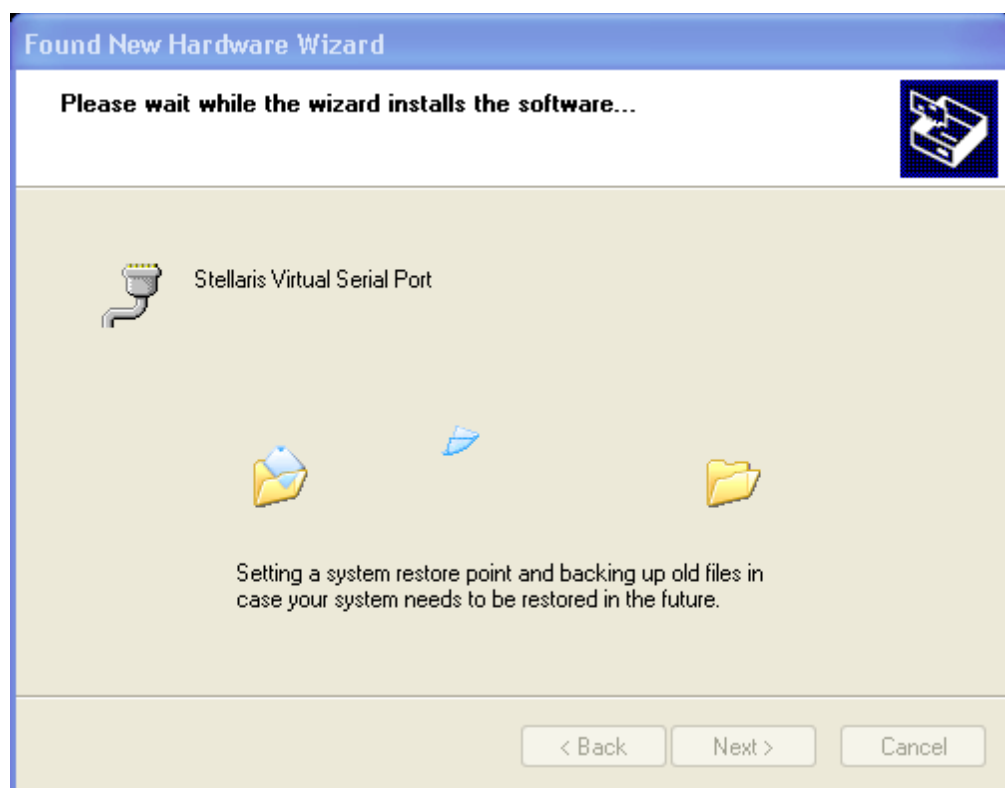 Found New Hardware Wizard
Please wait while the wizard installs the software...
Stellaris Virtual Serial Port
Setting a system restore point and backing up old files in
case your system needs to be restored in the future.
< Back Next > Cancel